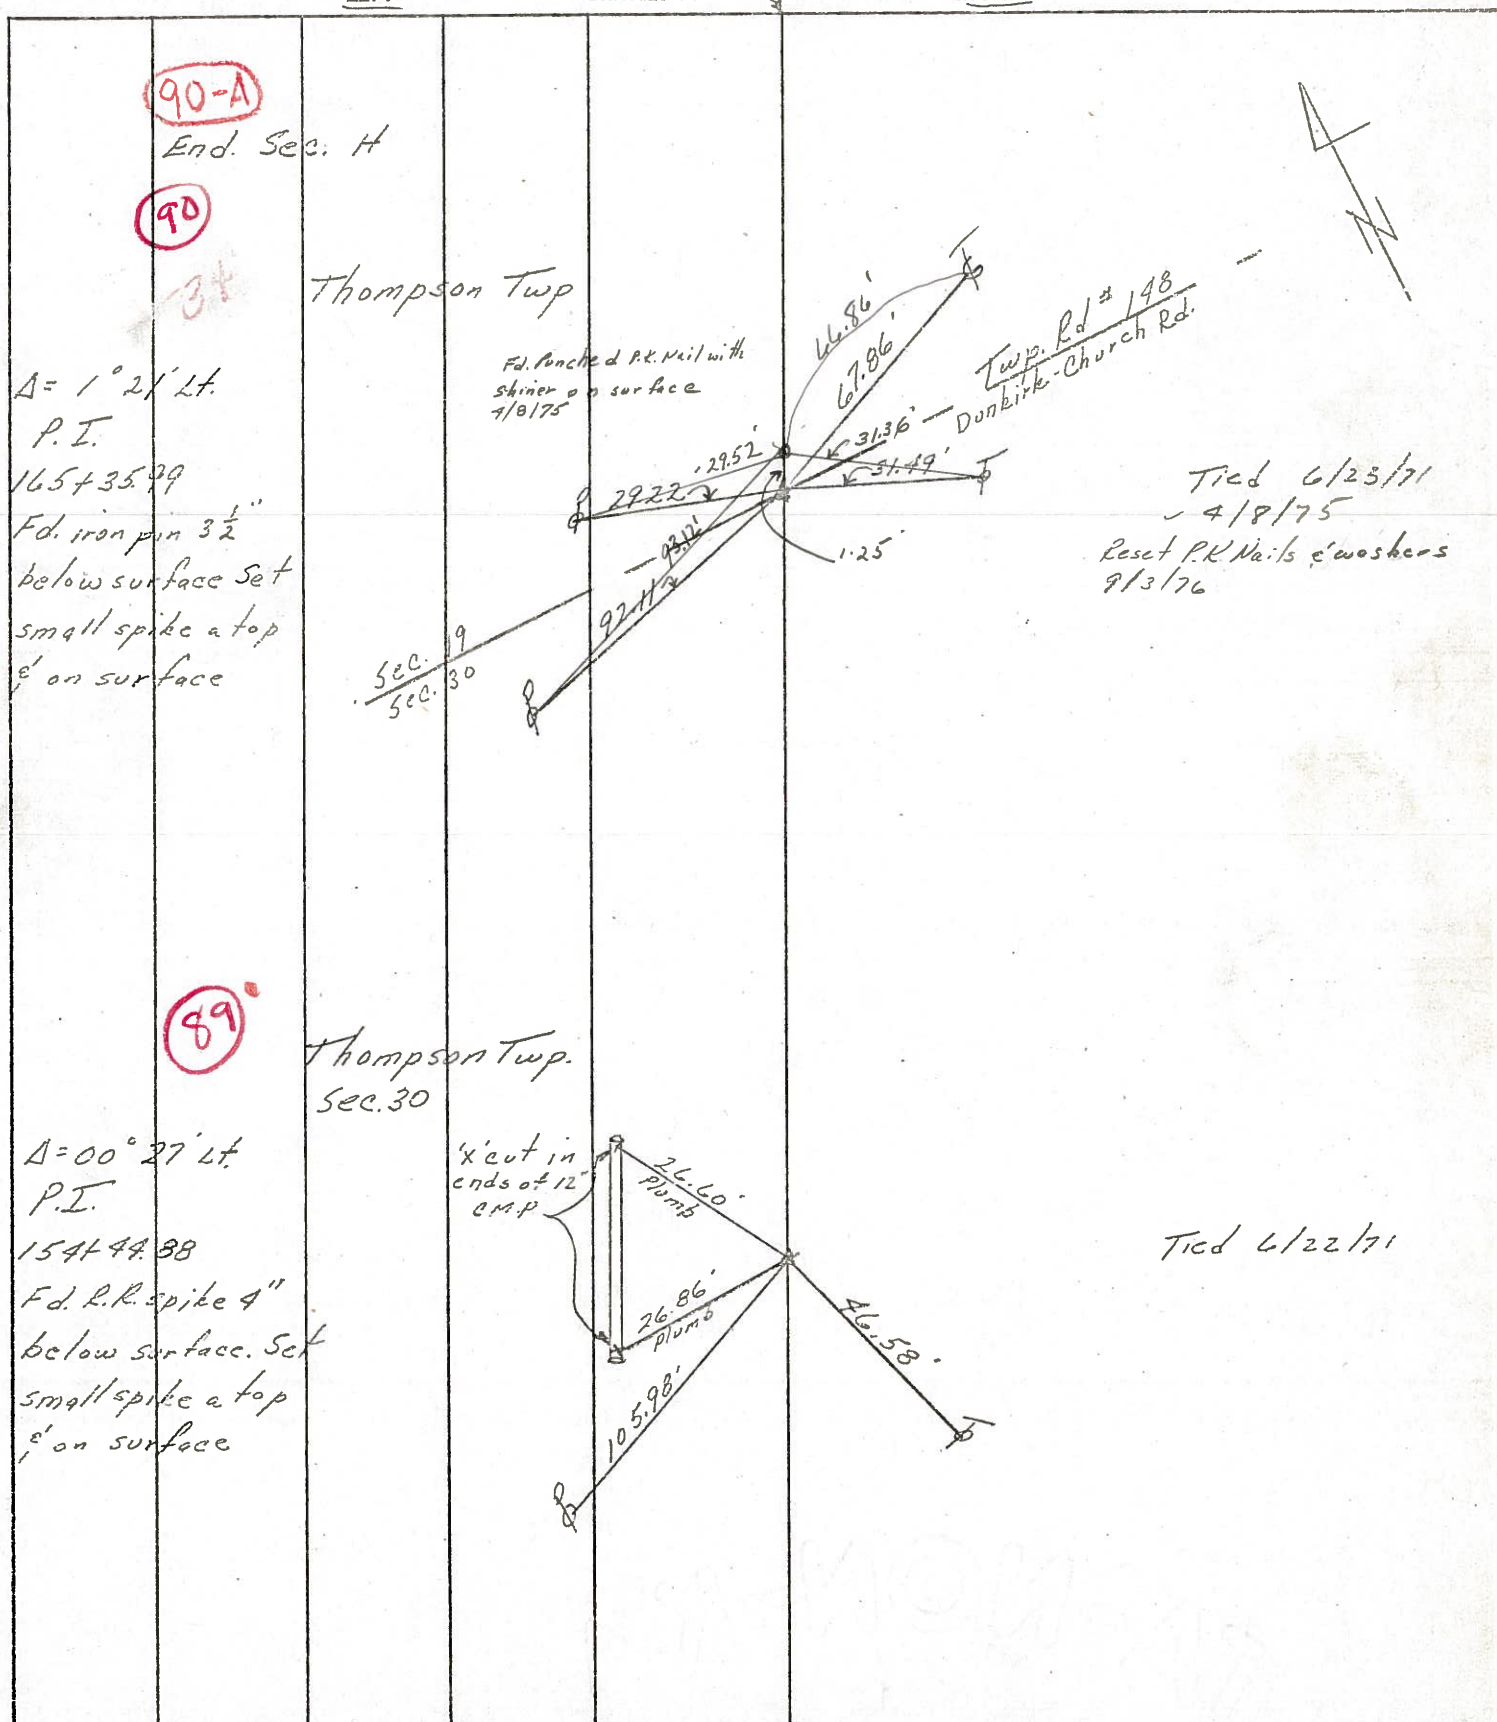 90-A
End. Sec. H
90
Thompson Twp
Fd. Punched P.K. Nail with
shiner on surface
4/8/75
Δ= 1°21' Lt.
P.I.
165+35.99
Fd. iron pin 3½"
below surface Set
small spike a top
& on surface
66.86'
67.86'
Twp. Rd # 148
Dunkirk-Church Rd.
29.52'
29.22
31.36'
31.49'
1.25'
93.12'
92.11'
Sec. 19
Sec. 30
Tied 6/23/71
4/8/75
Reset P.K Nails & washers
9/3/76
N
89
Thompson Twp.
Sec. 30
Δ=00°27' Lt.
P.I.
154+44.88
Fd. R.R. spike 4"
below surface. Set
small spike a top
& on surface
'X' cut in
ends of 12"
C.M.P
26.60'
Plumb
26.86'
Plumb
105.98'
46.58'
Tied 6/22/71